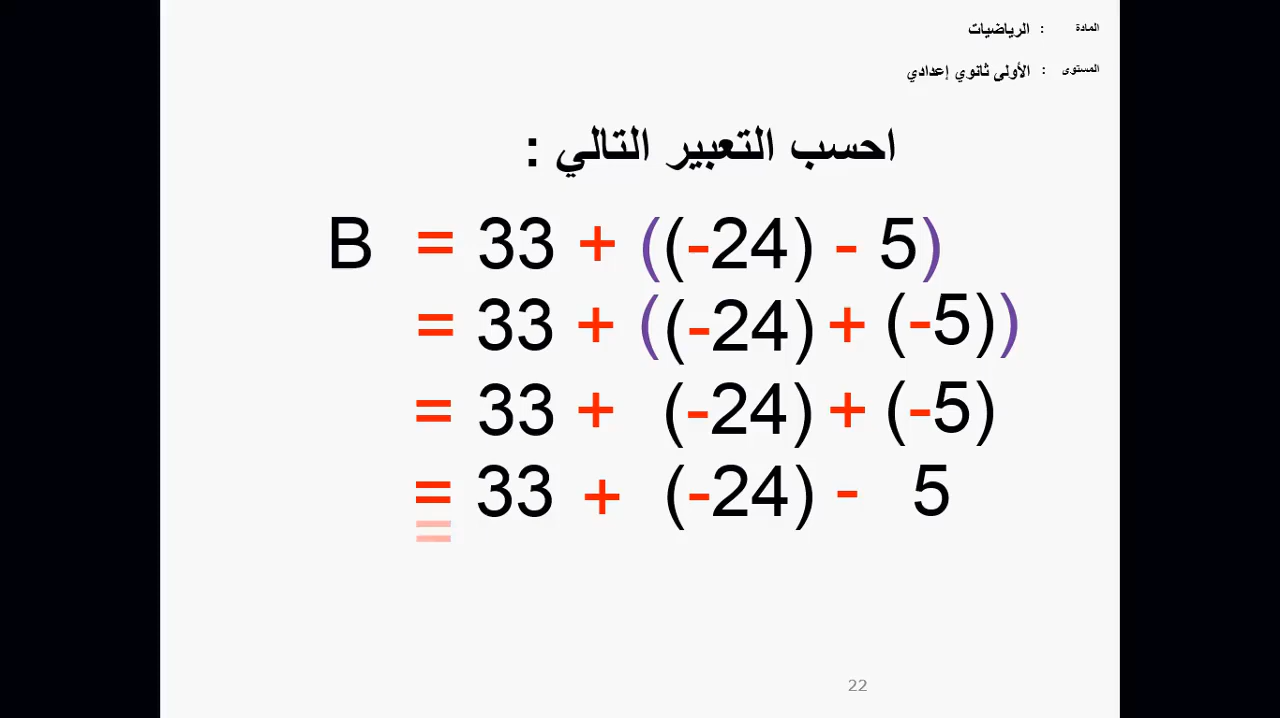 المادة : الرياضيات
المستوى : الأولى ثانوي إعدادي
احسب التعبير التالي :
B = 33 + ((-24) - 5)
= 33 + ((-24) + (-5))
= 33 + (-24) + (-5)
= 33 + (-24) - 5
=
22